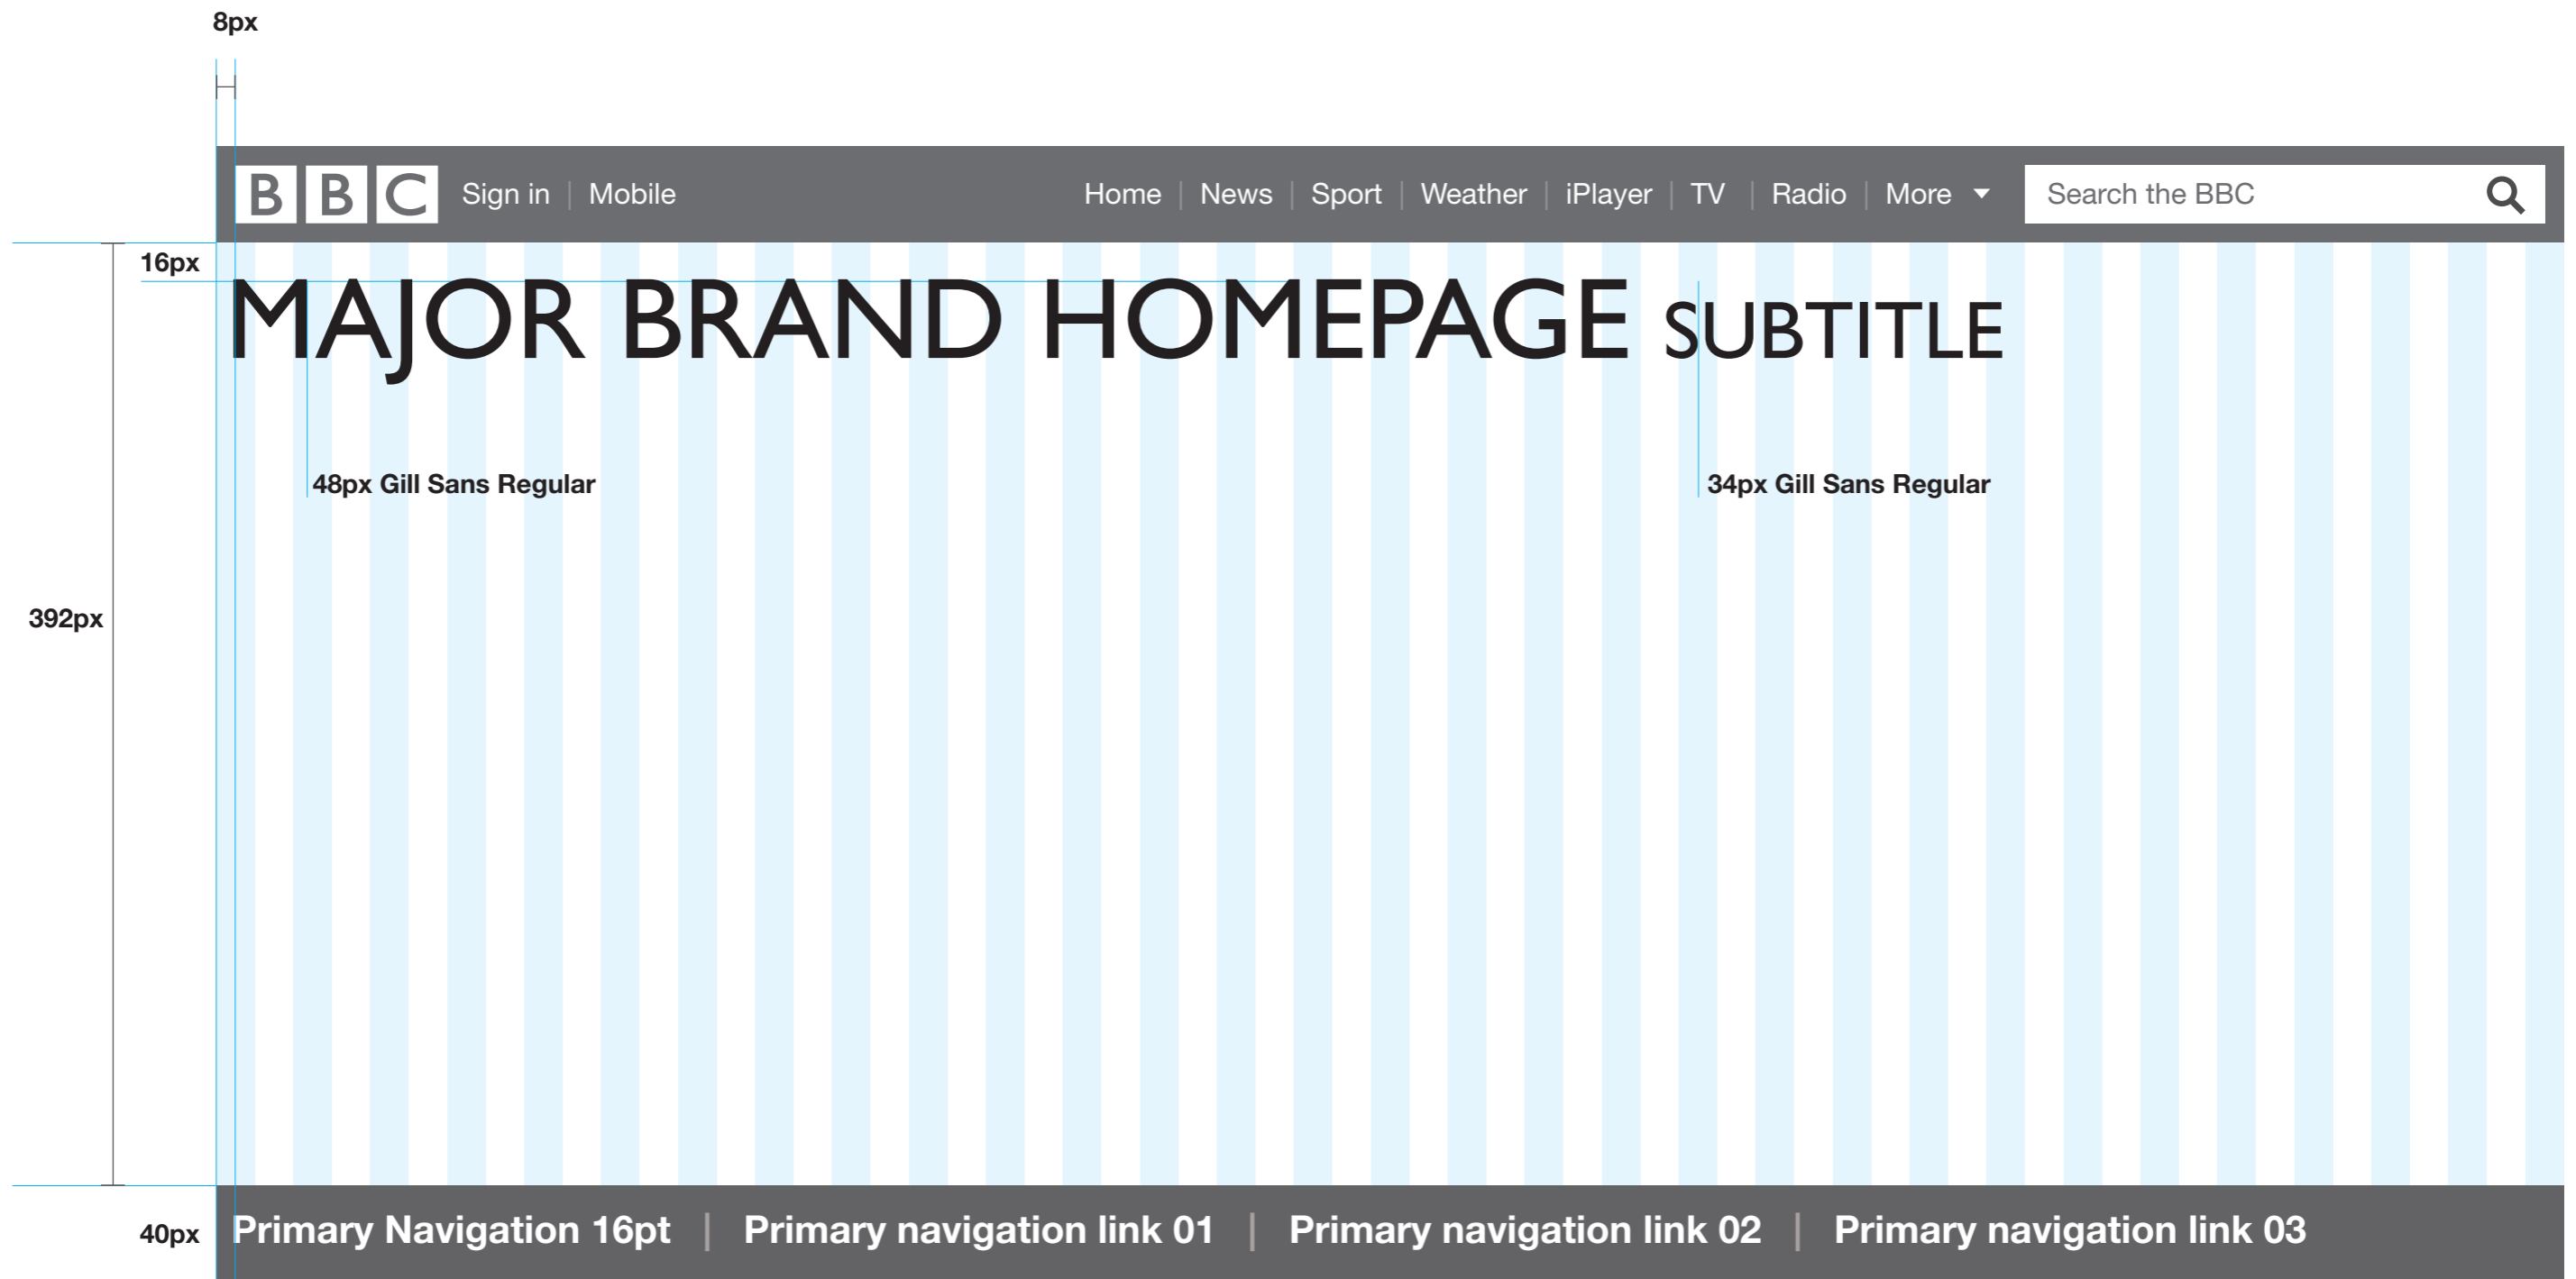 8px
BBC Sign in | Mobile Home | News | Sport | Weather | iPlayer | TV | Radio | More Search the BBC
16px
MAJOR BRAND HOMEPAGE SUBTITLE
48px Gill Sans Regular 34px Gill Sans Regular
392px
40px Primary Navigation 16pt | Primary navigation link 01 | Primary navigation link 02 | Primary navigation link 03